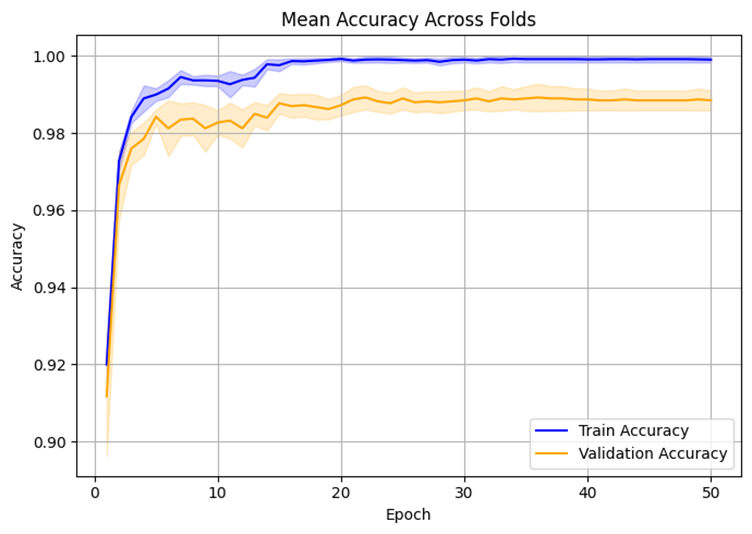 Mean Accuracy Across Folds
1.00
0.98
0.96
0.94
0.92
0.90
Accuracy
0 10 20 30 40 50
Epoch
Train Accuracy
Validation Accuracy